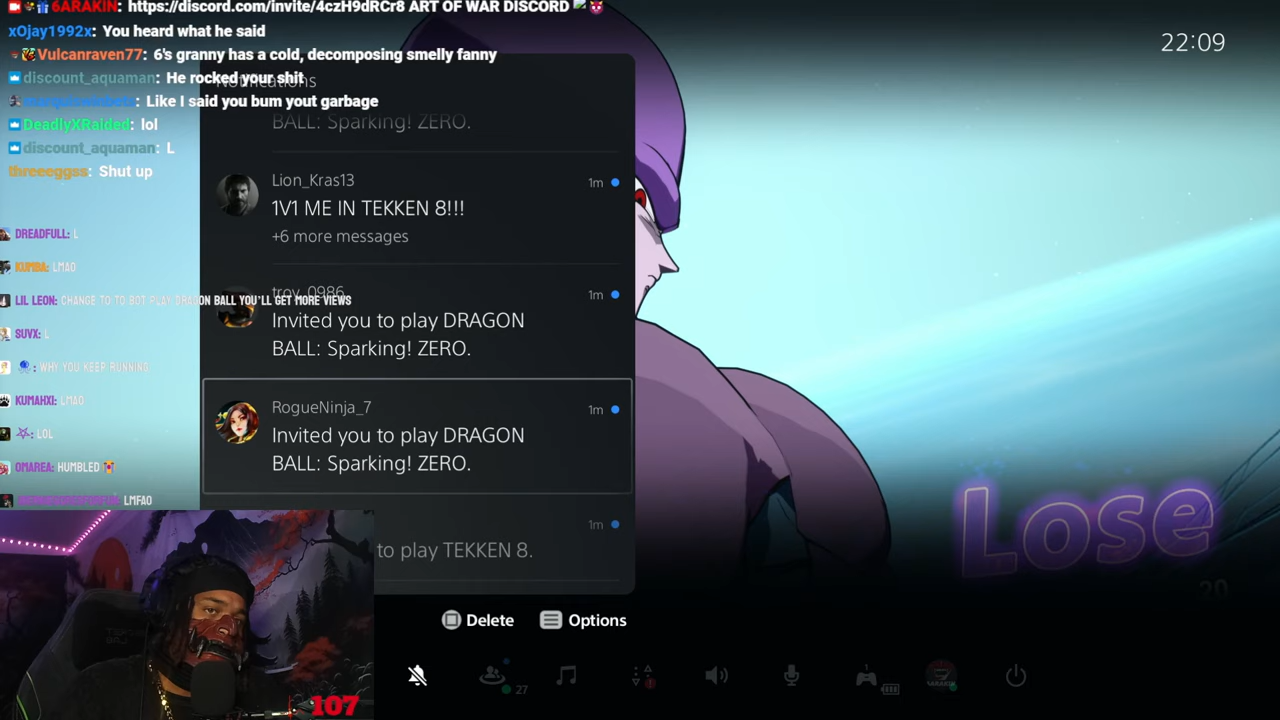 6ARAKIN: https://discord.com/invite/4czH9dRCr8 ART OF WAR DISCORD
xOjay1992x: You heard what he said
Vulcanraven77: 6's granny has a cold, decomposing smelly fanny
discount_aquaman: He rocked your shit
Like I said you bum yout garbage
DeadlyXRaided: lol
discount_aquaman: L
threeeggss: Shut up
DREADFULL: L
KUMBA: LMAO
LIL LEON: CHANGE TO TO BOT PLAY DRAGON BALL YOU'LL GET MORE VIEWS
SUVX: L
: WHY YOU KEEP RUNNING
KUMAHXI: LMAO
: LOL
OMAREA: HUMBLED
LMFAO
Notifications
BALL: Sparking! ZERO.
Lion_Kras13
1m
1V1 ME IN TEKKEN 8!!!
+6 more messages
troy_0986
1m
Invited you to play DRAGON
BALL: Sparking! ZERO.
RogueNinja_7
1m
Invited you to play DRAGON
BALL: Sparking! ZERO.
1m
to play TEKKEN 8.
Delete
Options
27
22:09
Lose
20
107